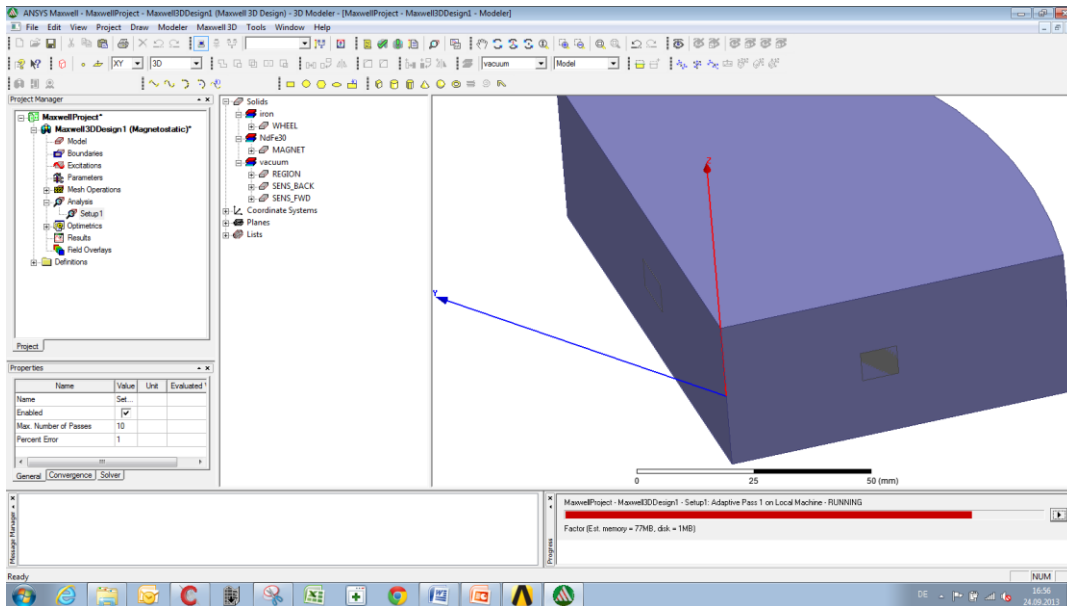 ANSYS Maxwell - MaxwellProject - Maxwell3DDesign1 (Maxwell 3D Design) - 3D Modeler - [MaxwellProject - Maxwell3DDesign1 - Modeler]
File Edit View Project Draw Modeler Maxwell 3D Tools Window Help
XY 3D vacuum Model
Project Manager
MaxwellProject*
Maxwell3DDesign1 (Magnetostatic)*
Model
Boundaries
Excitations
Parameters
Mesh Operations
Analysis
Setup1
Optimetrics
Results
Field Overlays
Definitions
Project
Solids
iron
WHEEL
NdFe30
MAGNET
vacuum
REGION
SENS_BACK
SENS_FWD
Coordinate Systems
Planes
Lists
Z
Y
0 25 50 (mm)
Properties
Name Value Unit Evaluated
Name Set...
Enabled
Max. Number of Passes 10
Percent Error 1
General Convergence Solver
Message Manager
Progress
MaxwellProject - Maxwell3DDesign1 - Setup1: Adaptive Pass 1 on Local Machine - RUNNING
Factor (Est. memory = 77MB, disk = 1MB)
Ready
NUM
DE
16:56
24.09.2013